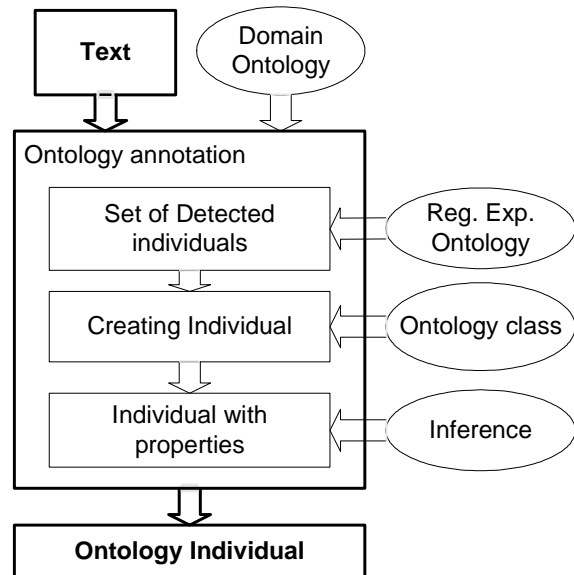 Text
Domain
Ontology
Ontology annotation
Set of Detected
individuals
Reg. Exp.
Ontology
Creating Individual
Ontology class
Individual with
properties
Inference
Ontology Individual